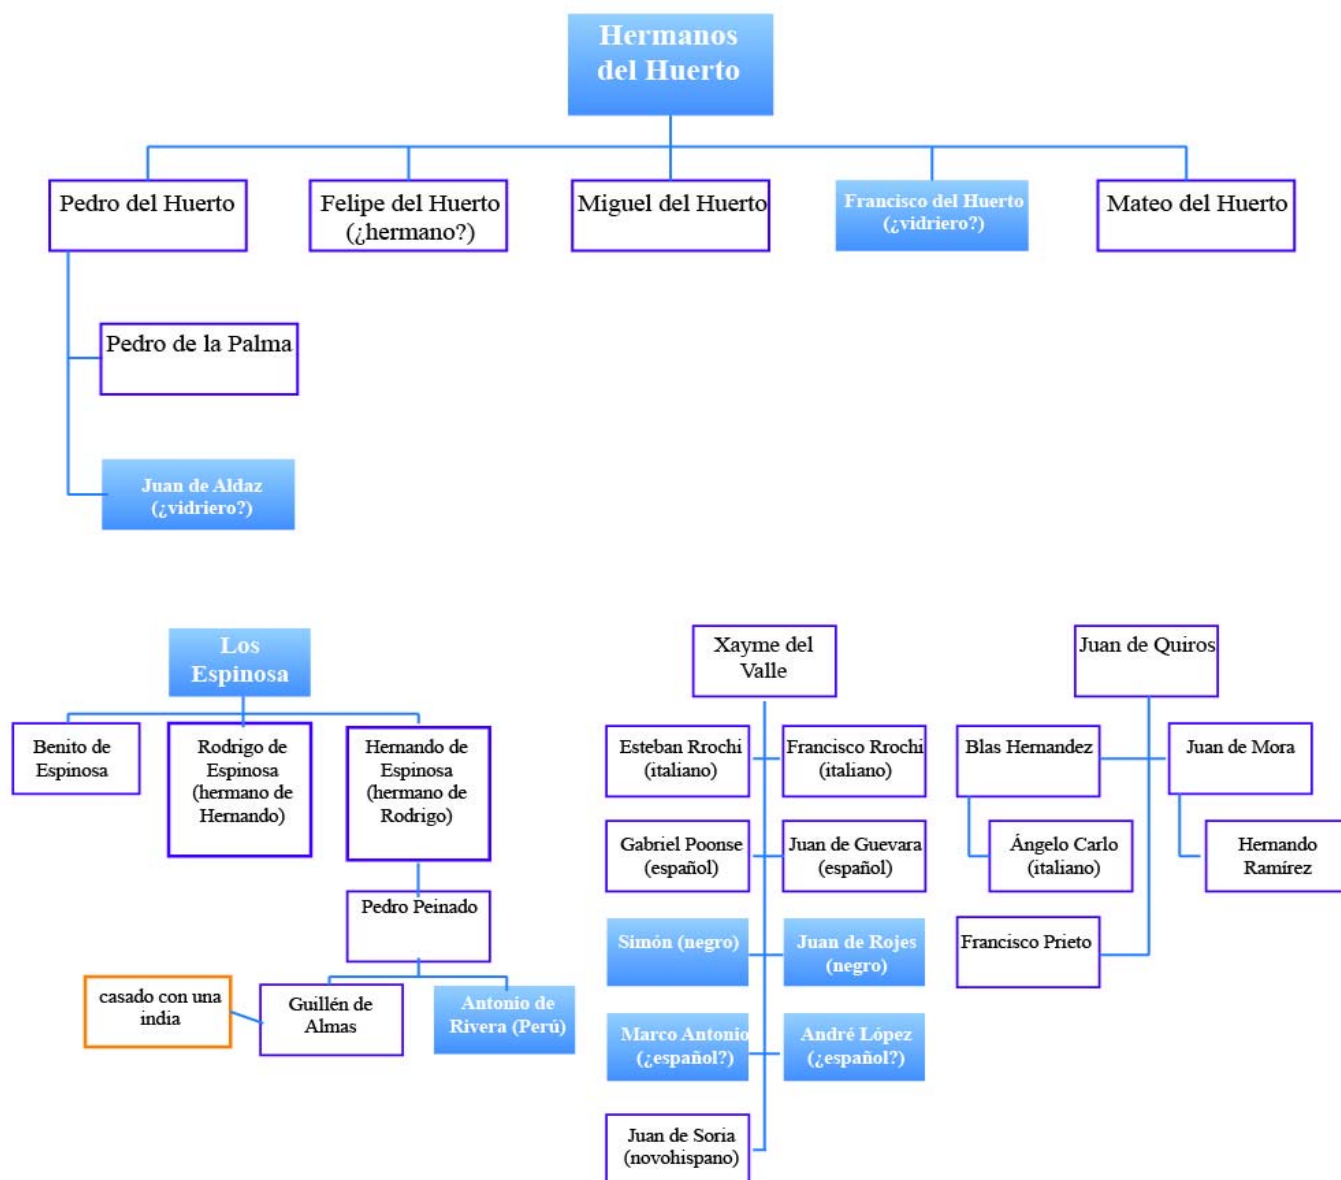 Hermanos
del Huerto
Pedro del Huerto
Felipe del Huerto
(¿hermano?)
Miguel del Huerto
Francisco del Huerto
(¿vidriero?)
Mateo del Huerto
Pedro de la Palma
Juan de Aldaz
(¿vidriero?)
Los
Espinosa
Benito de
Espinosa
Rodrigo de
Espinosa
(hermano de
Hernando)
Hernando de
Espinosa
(hermano de
Rodrigo)
Pedro Peinado
casado con una
india
Guillén de
Almas
Antonio de
Rivera (Perú)
Xayme del
Valle
Esteban Rrochi
(italiano)
Francisco Rrochi
(italiano)
Gabriel Poonse
(español)
Juan de Guevara
(español)
Simón (negro)
Juan de Rojes
(negro)
Marco Antonio
(¿español?)
André López
(¿español?)
Juan de Soria
(novohispano)
Juan de Quiros
Blas Hernandez
Juan de Mora
Ángelo Carlo
(italiano)
Hernando
Ramírez
Francisco Prieto